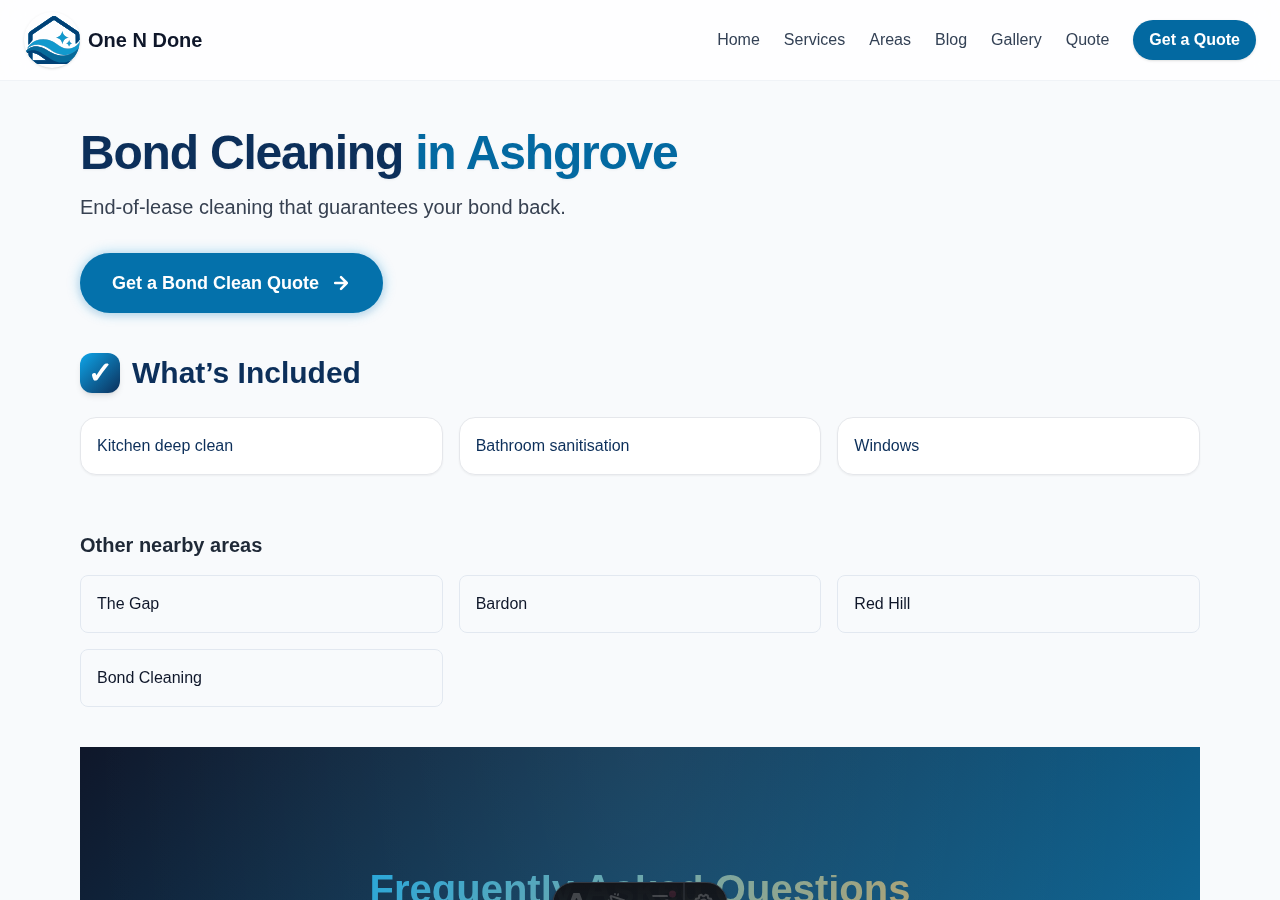 One N Done
Home Services Areas Blog Gallery Quote Get a Quote
Bond Cleaning in Ashgrove
End-of-lease cleaning that guarantees your bond back.
Get a Bond Clean Quote →
✓ What’s Included
Kitchen deep clean Bathroom sanitisation Windows
Other nearby areas
The Gap Bardon Red Hill
Bond Cleaning
Frequently Asked Questions